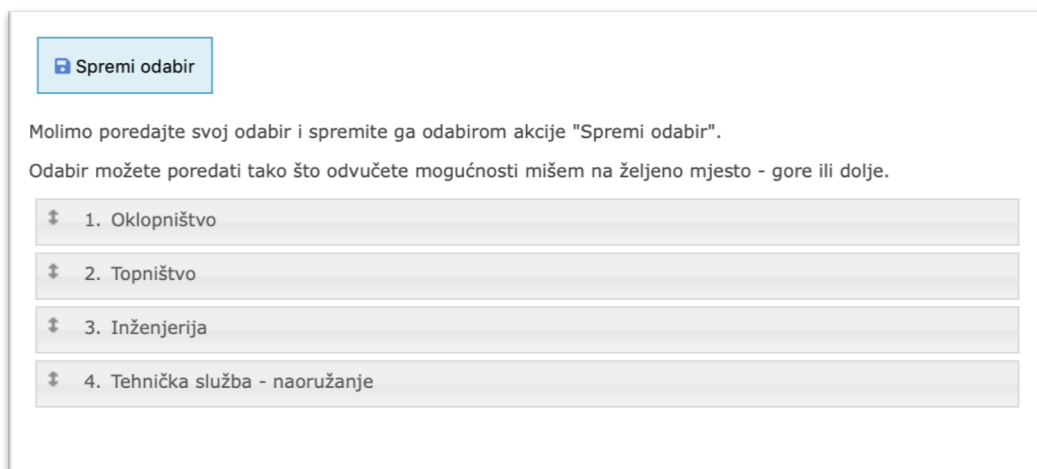 Spremi odabir
Molimo poredajte svoj odabir i spremite ga odabirom akcije "Spremi odabir".
Odabir možete poredati tako što odvučete mogućnosti mišem na željeno mjesto - gore ili dolje.
1. Oklopništvo
2. Topništvo
3. Inženjerija
4. Tehnička služba - naoružanje